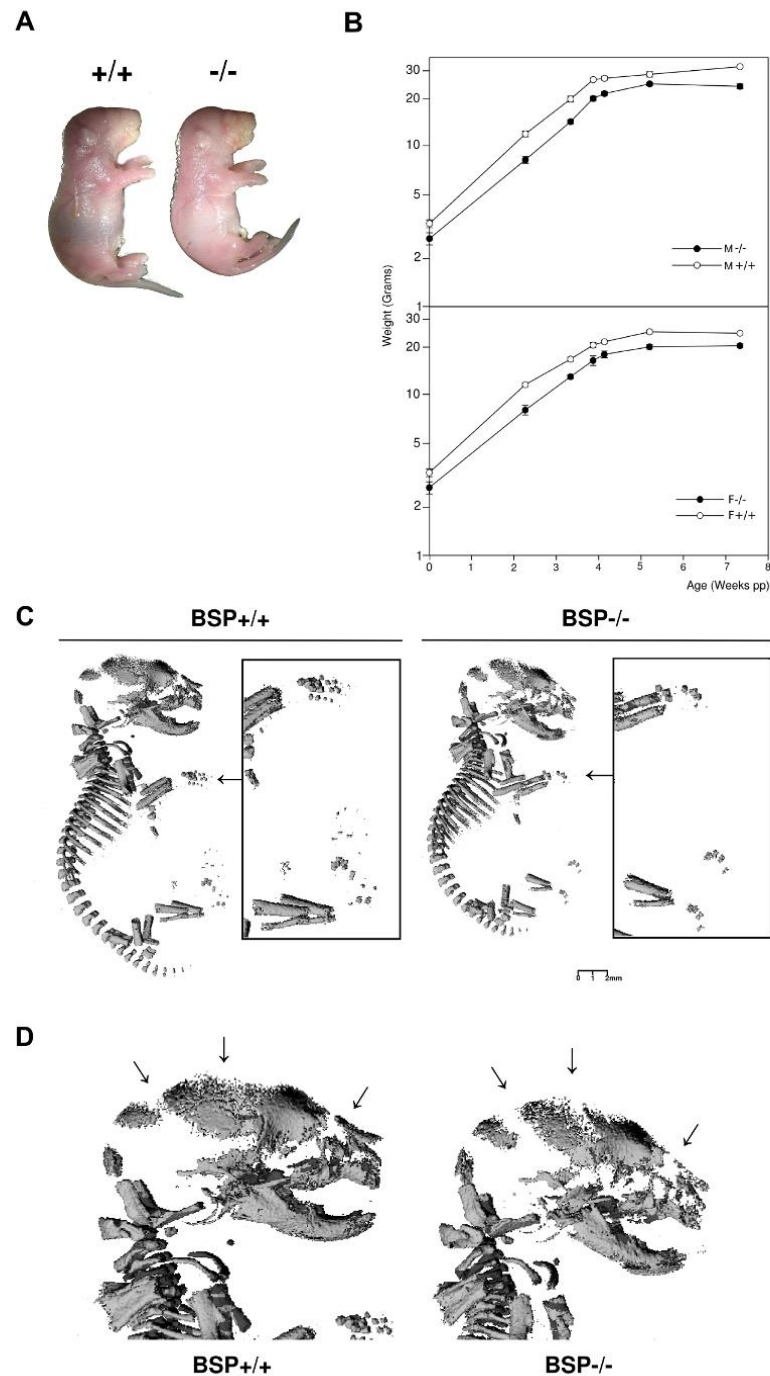 A
+/+ -/-
B
Weight (Grams)
30
20
10
5
2
1
M -/-
M +/+
30
20
10
5
2
1
F-/-
F+/+
0 1 2 3 4 5 6 7 8
Age (Weeks pp)
C
BSP+/+ BSP-/-
0 1 2mm
D
BSP+/+ BSP-/-